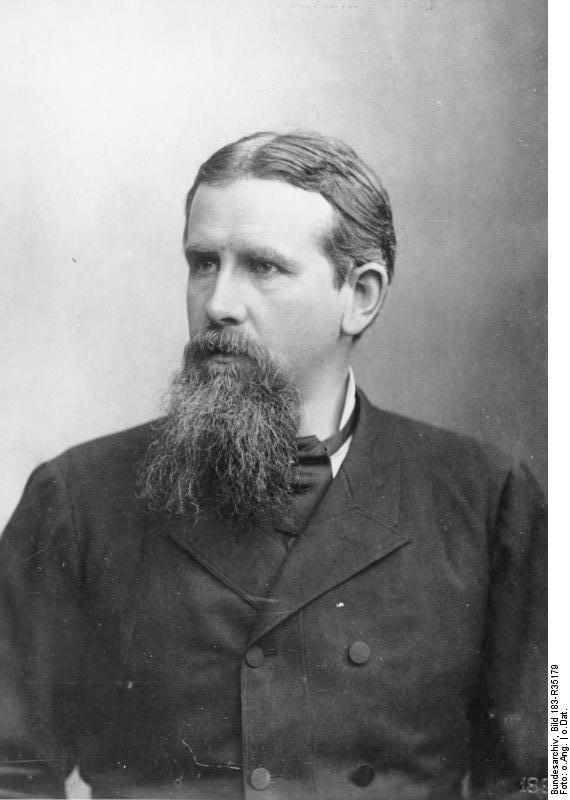 Bundesarchiv, Bild 183-R35179
Foto: o.Ang. | o.Dat.